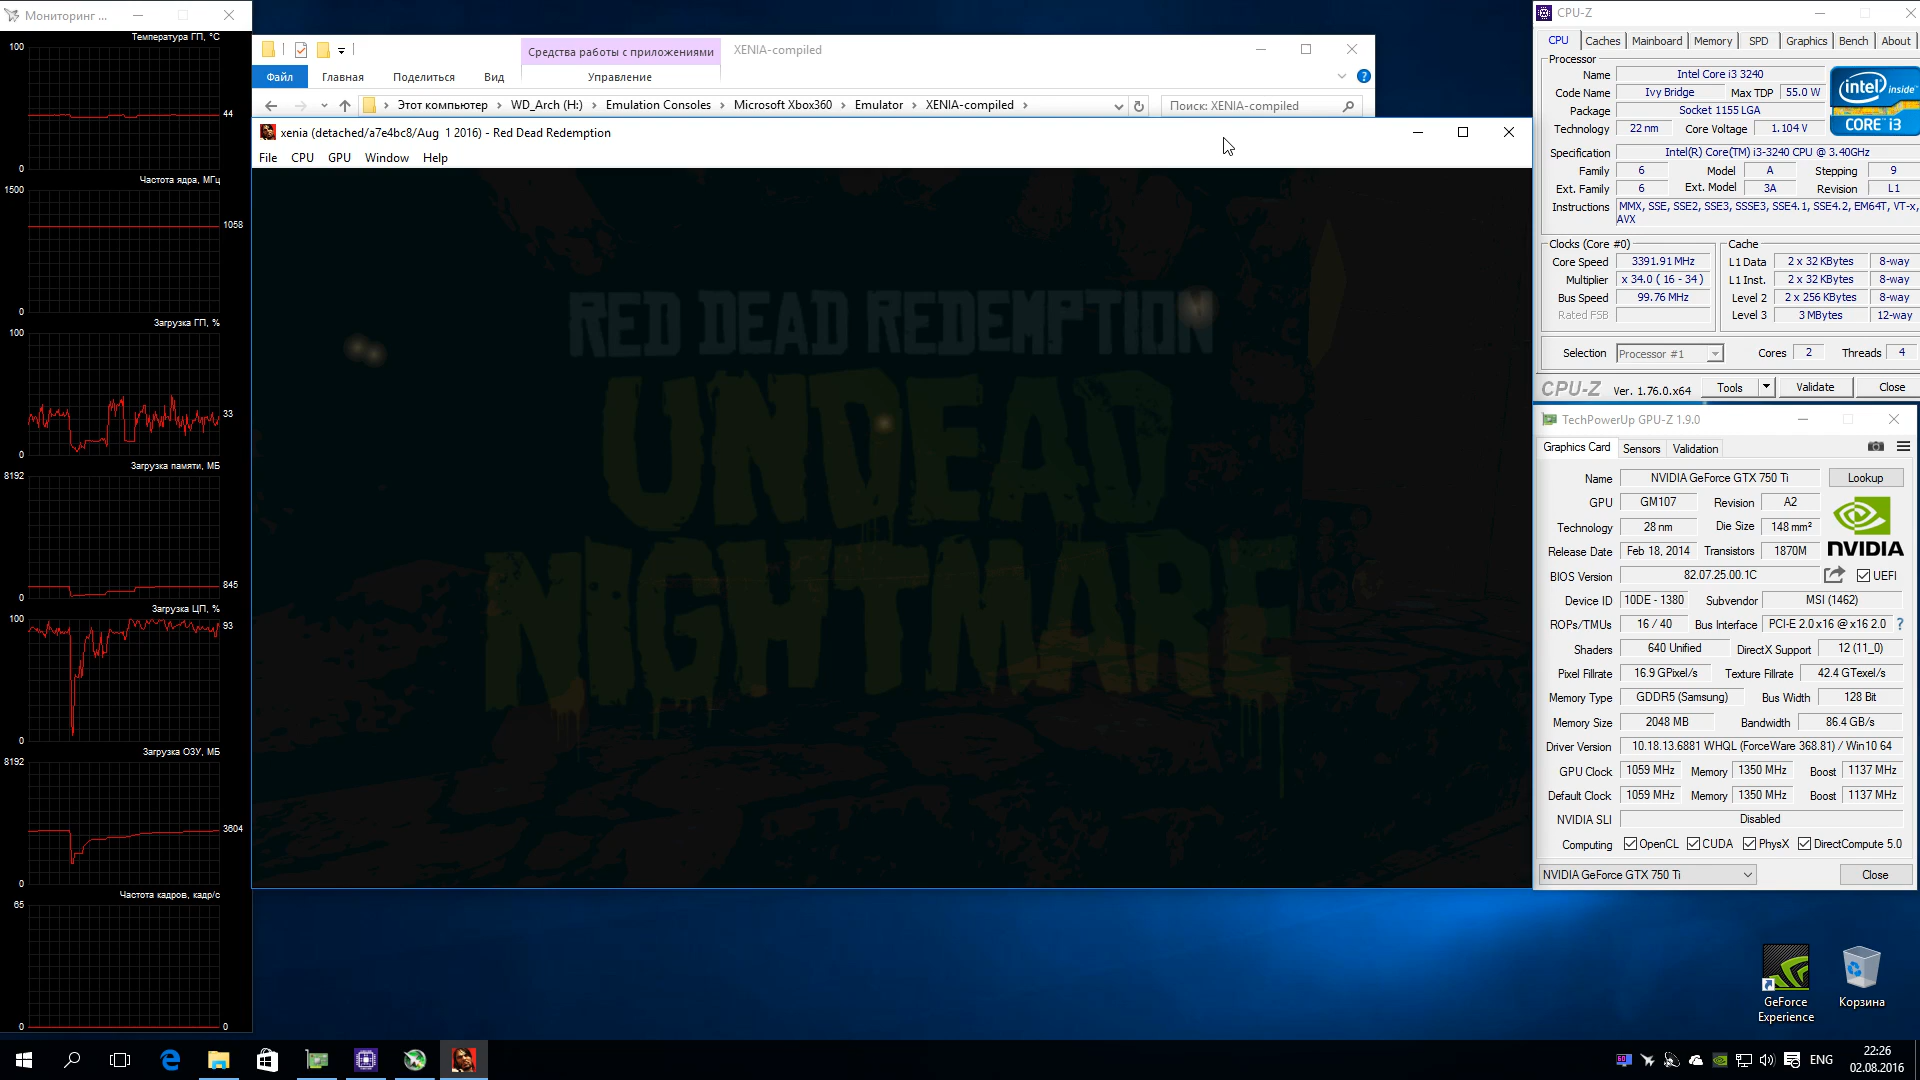 Мониторинг ...
Температура ГП, °C
100
44
0
Частота ядра, МГц
1500
1058
0
Загрузка ГП, %
100
33
0
Загрузка памяти, МБ
8192
845
0
Загрузка ЦП, %
100
93
0
Загрузка ОЗУ, МБ
8192
3604
0
Частота кадров, кадр/с
65
0
0
Средства работы с приложениями
XENIA-compiled
Файл
Главная
Поделиться
Вид
Управление
Этот компьютер
WD_Arch (H:)
Emulation Consoles
Microsoft Xbox360
Emulator
XENIA-compiled
Поиск: XENIA-compiled
xenia (detached/a7e4bc8/Aug  1 2016) - Red Dead Redemption
File CPU GPU Window Help
RED DEAD REDEMPTION
UNDEAD
NIGHTMARE
CPU-Z
CPU Caches Mainboard Memory SPD Graphics Bench About
Processor
Name Intel Core i3 3240
Code Name Ivy Bridge Max TDP 55.0 W
Package Socket 1155 LGA
Technology 22 nm Core Voltage 1.104 V
intel inside™
CORE™ i3
Specification Intel(R) Core(TM) i3-3240 CPU @ 3.40GHz
Family 6 Model A Stepping 9
Ext. Family 6 Ext. Model 3A Revision L1
Instructions MMX, SSE, SSE2, SSE3, SSSE3, SSE4.1, SSE4.2, EM64T, VT-x,
AVX
Clocks (Core #0)
Core Speed 3391.91 MHz
Multiplier x 34.0 ( 16 - 34 )
Bus Speed 99.76 MHz
Rated FSB
Cache
L1 Data 2 x 32 KBytes 8-way
L1 Inst. 2 x 32 KBytes 8-way
Level 2 2 x 256 KBytes 8-way
Level 3 3 MBytes 12-way
Selection Processor #1 Cores 2 Threads 4
CPU-Z Ver. 1.76.0.x64 Tools Validate Close
TechPowerUp GPU-Z 1.9.0
Graphics Card Sensors Validation
Name NVIDIA GeForce GTX 750 Ti Lookup
GPU GM107 Revision A2
Technology 28 nm Die Size 148 mm²
Release Date Feb 18, 2014 Transistors 1870M
NVIDIA
BIOS Version 82.07.25.00.1C UEFI
Device ID 10DE - 1380 Subvendor MSI (1462)
ROPs/TMUs 16 / 40 Bus Interface PCI-E 2.0 x16 @ x16 2.0 ?
Shaders 640 Unified DirectX Support 12 (11_0)
Pixel Fillrate 16.9 GPixel/s Texture Fillrate 42.4 GTexel/s
Memory Type GDDR5 (Samsung) Bus Width 128 Bit
Memory Size 2048 MB Bandwidth 86.4 GB/s
Driver Version 10.18.13.6881 WHQL (ForceWare 368.81) / Win10 64
GPU Clock 1059 MHz Memory 1350 MHz Boost 1137 MHz
Default Clock 1059 MHz Memory 1350 MHz Boost 1137 MHz
NVIDIA SLI Disabled
Computing OpenCL CUDA PhysX DirectCompute 5.0
NVIDIA GeForce GTX 750 Ti Close
GeForce
Experience
Корзина
60
ENG
22:26
02.08.2016